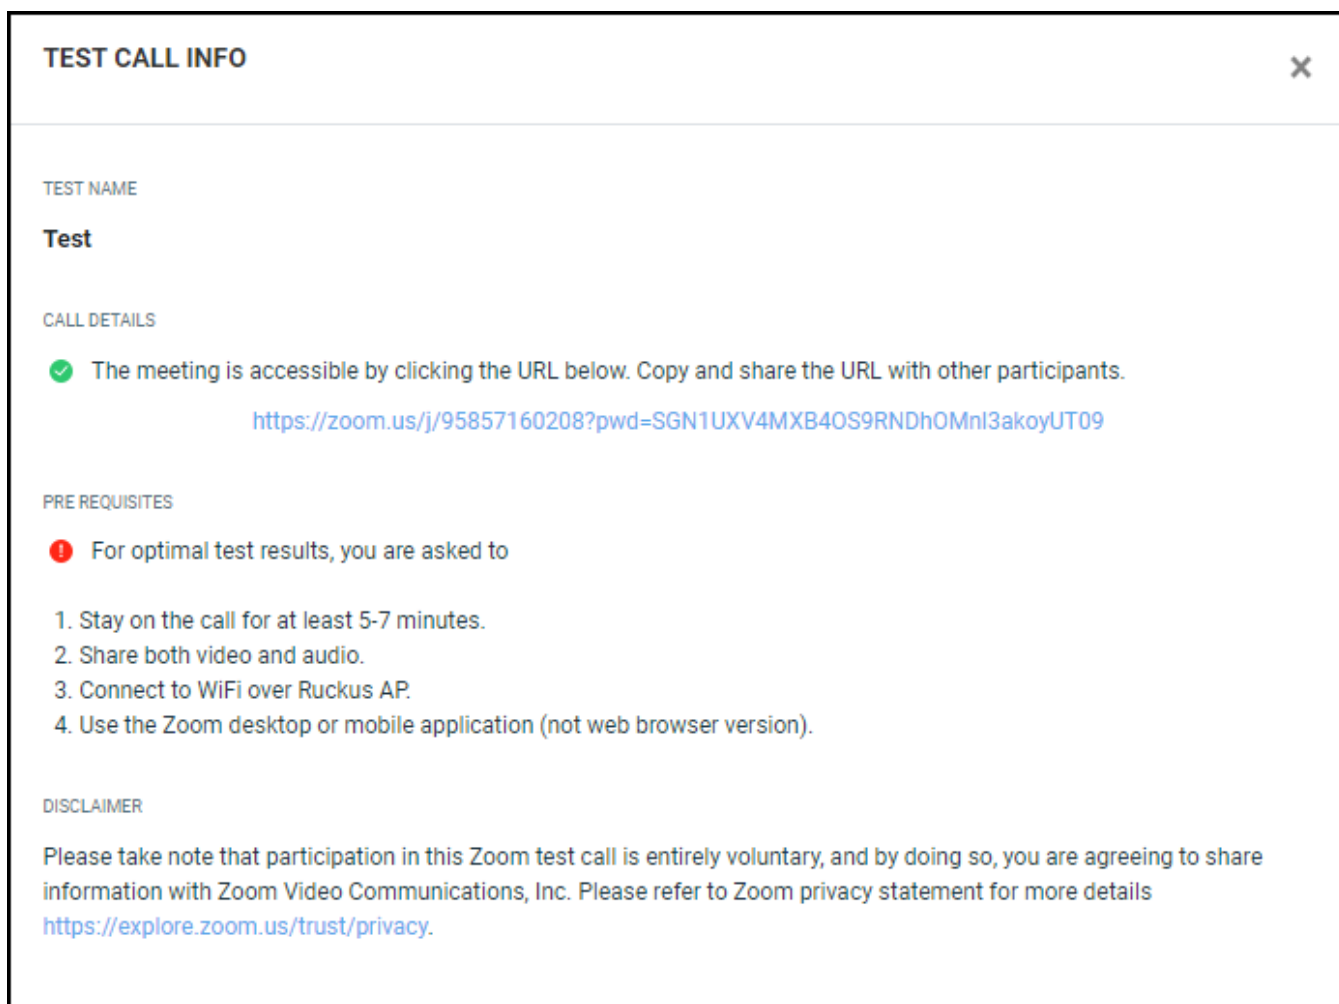 TEST CALL INFO
TEST NAME
Test
CALL DETAILS
The meeting is accessible by clicking the URL below. Copy and share the URL with other participants.
https://zoom.us/j/95857160208?pwd=SGN1UXV4MXB4OS9RNDhOMnI3akoyUT09
PRE REQUISITES
For optimal test results, you are asked to
1. Stay on the call for at least 5-7 minutes.
2. Share both video and audio.
3. Connect to WiFi over Ruckus AP.
4. Use the Zoom desktop or mobile application (not web browser version).
DISCLAIMER
Please take note that participation in this Zoom test call is entirely voluntary, and by doing so, you are agreeing to share
information with Zoom Video Communications, Inc. Please refer to Zoom privacy statement for more details
https://explore.zoom.us/trust/privacy.